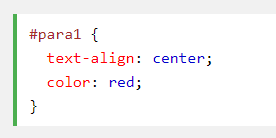 #para1 {
  text-align: center;
  color: red;
}